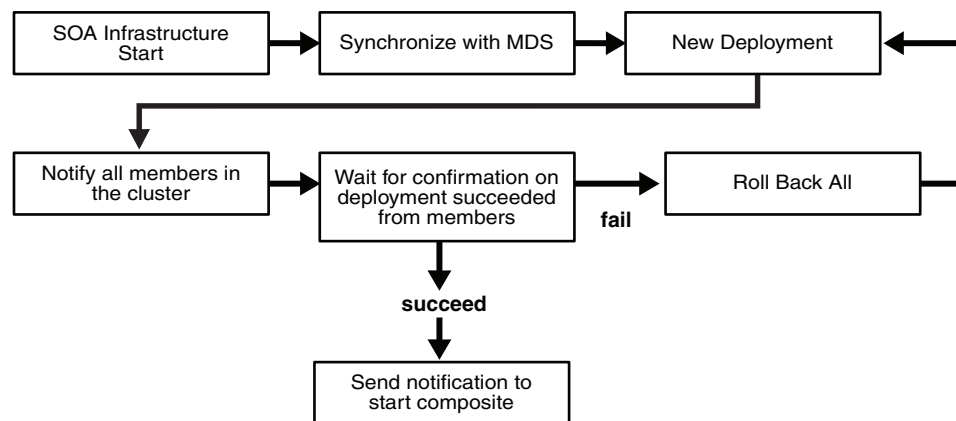 SOA Infrastructure
Start
Synchronize with MDS
New Deployment
Notify all members in
the cluster
Wait for confirmation on
deployment succeeded
from members
fail
Roll Back All
succeed
Send notification to
start composite